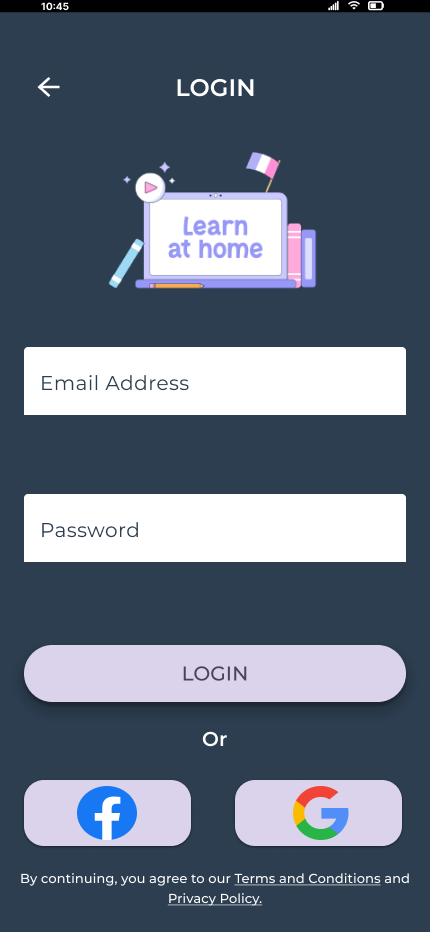 10:45
LOGIN
Learn
at home
Email Address
Password
LOGIN
Or
By continuing, you agree to our Terms and Conditions and
Privacy Policy.